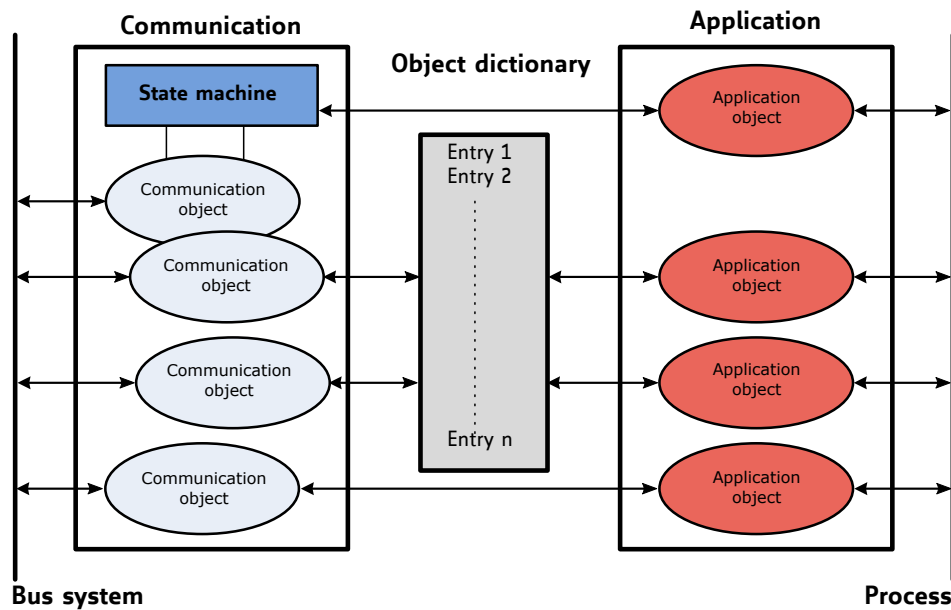 Communication
Application
Object dictionary
State machine
Application
object
Entry 1
Entry 2
Communication
object
Communication
object
Application
object
Communication
object
Application
object
Entry n
Communication
object
Application
object
Bus system
Process